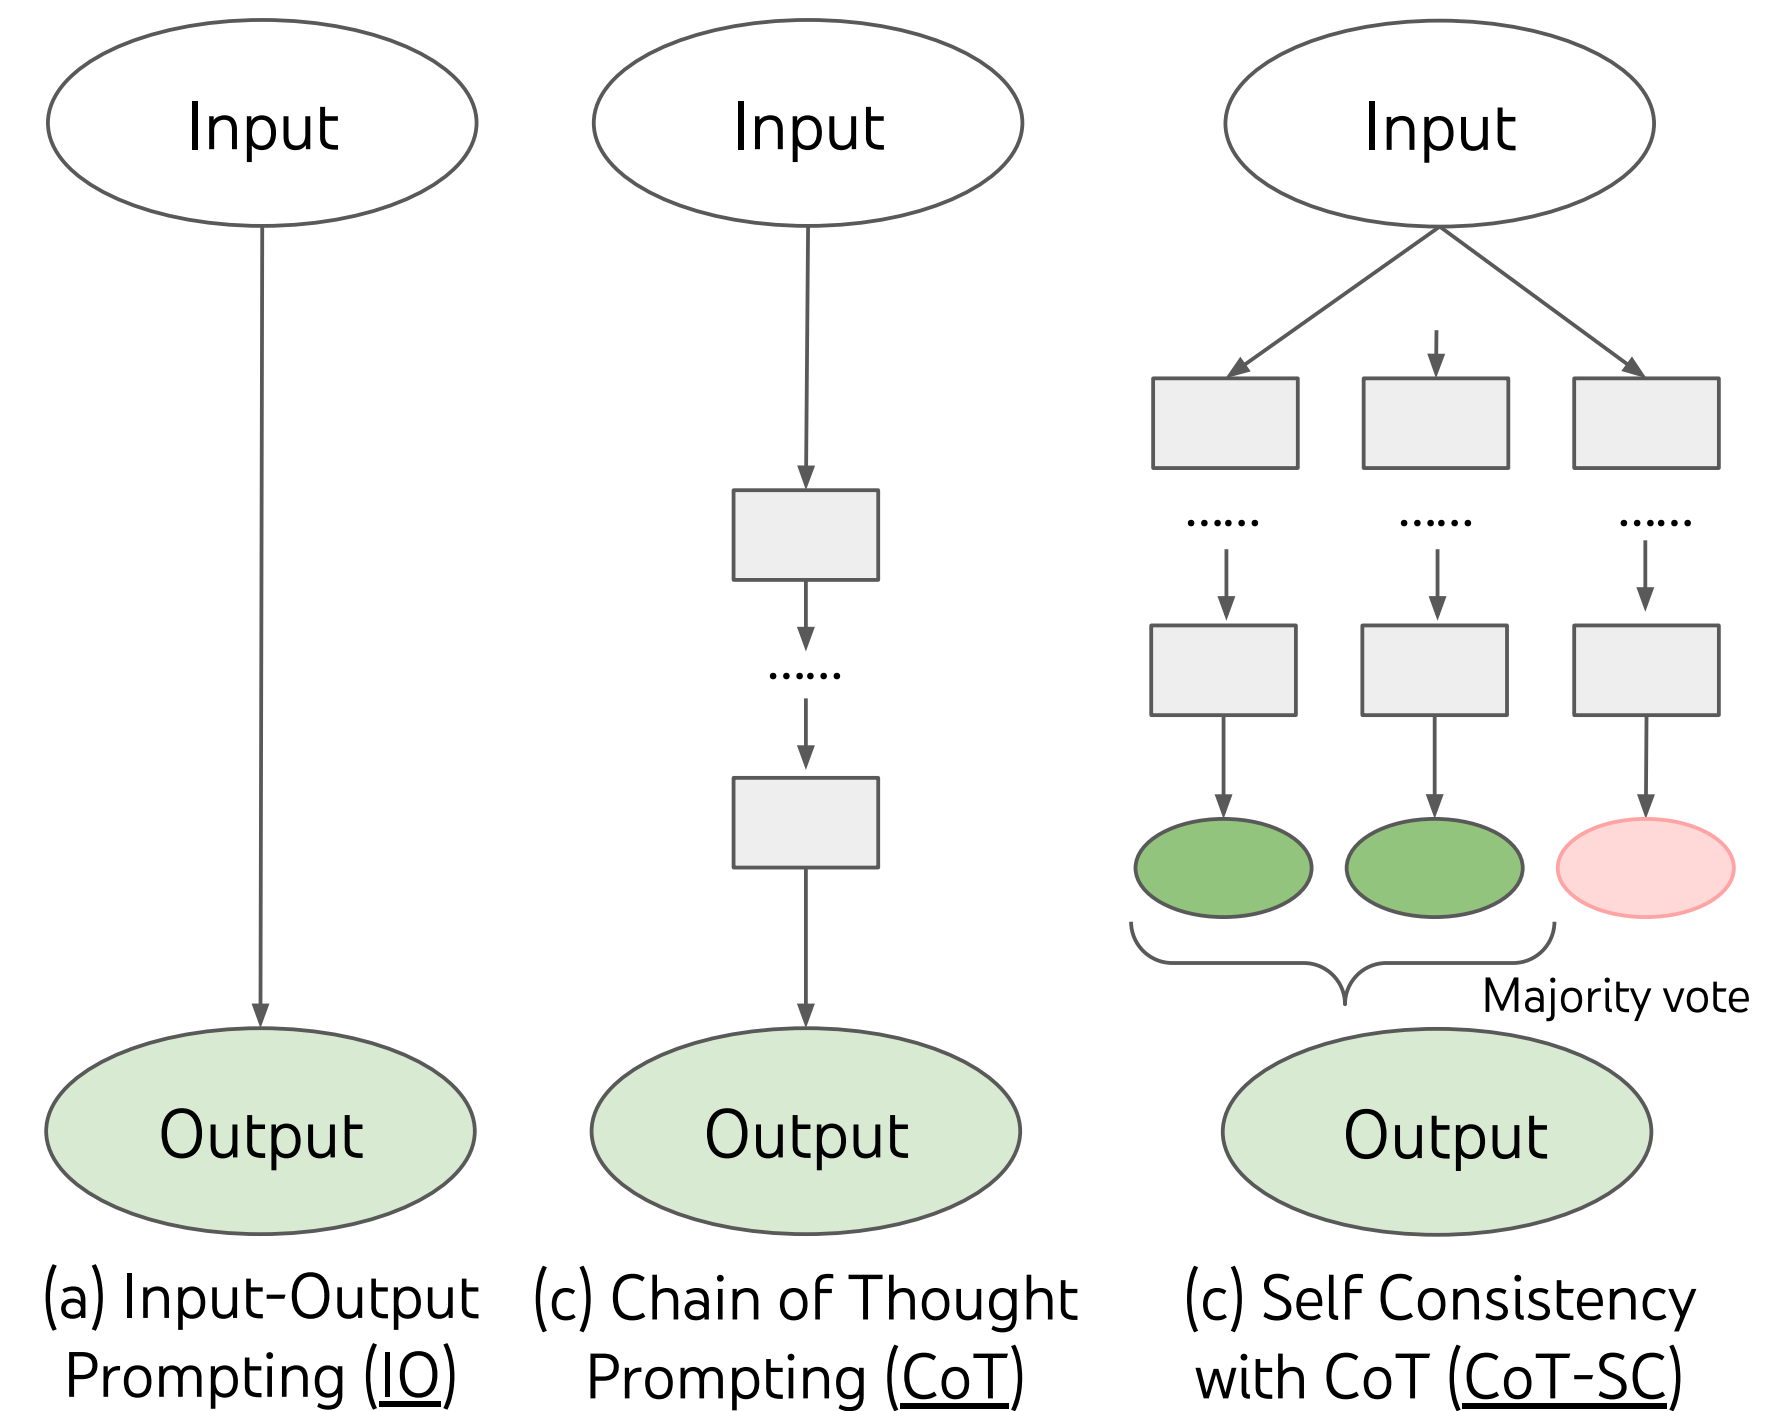 Input
Input
Input
......
......
......
......
Majority vote
Output
Output
Output
(a) Input-Output
Prompting (IO)
(c) Chain of Thought
Prompting (CoT)
(c) Self Consistency
with CoT (CoT-SC)